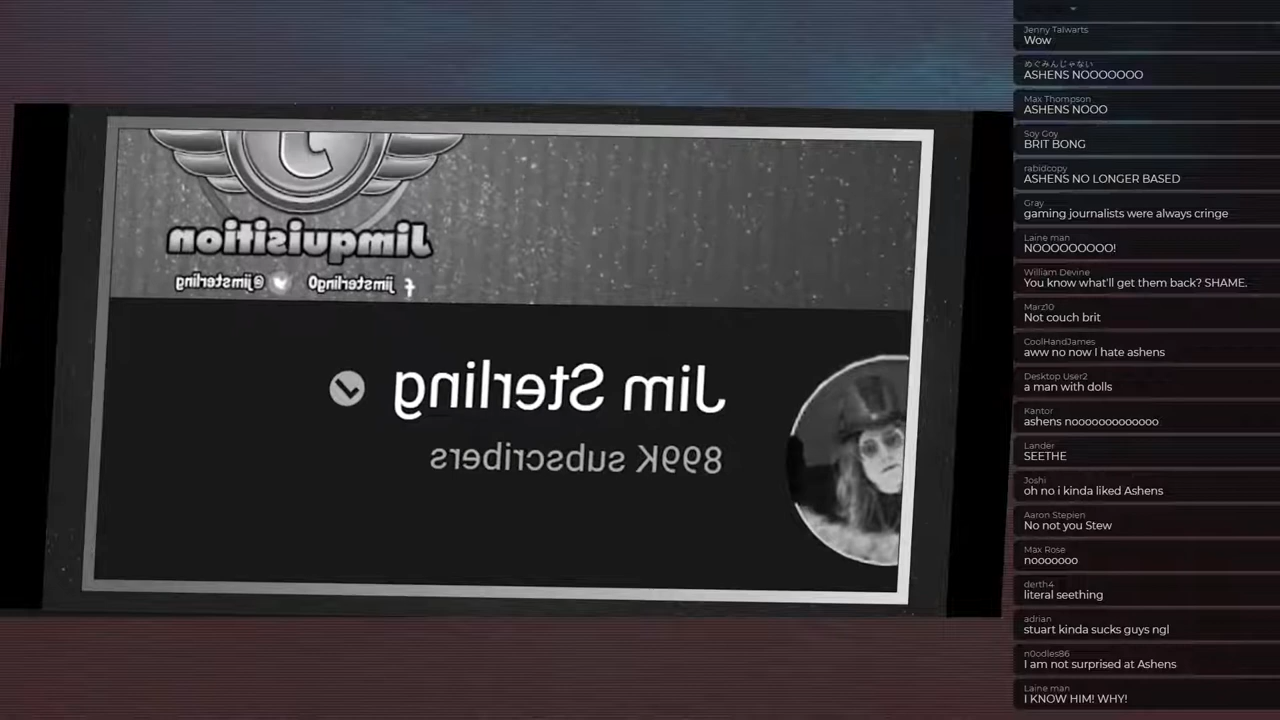 J
Jimquisition
jimsterling0 @jimsterling
Jim Sterling
899K subscribers
Jenny Talwarts
Wow
めぐみんじゃない
ASHENS NOOOOOOO
Max Thompson
ASHENS NOOO
Soy Goy
BRIT BONG
rabidcopy
ASHENS NO LONGER BASED
Gray
gaming journalists were always cringe
Laine man
NOOOOOOOO!
William Devine
You know what'll get them back? SHAME.
Marz10
Not couch brit
CoolHandJames
aww no now I hate ashens
Desktop User2
a man with dolls
Kantor
ashens nooooooooooooo
Lander
SEETHE
Joshi
oh no i kinda liked Ashens
Aaron Stepien
No not you Stew
Max Rose
nooooooo
derth4
literal seething
adrian
stuart kinda sucks guys ngl
n0odles86
I am not surprised at Ashens
Laine man
I KNOW HIM! WHY!